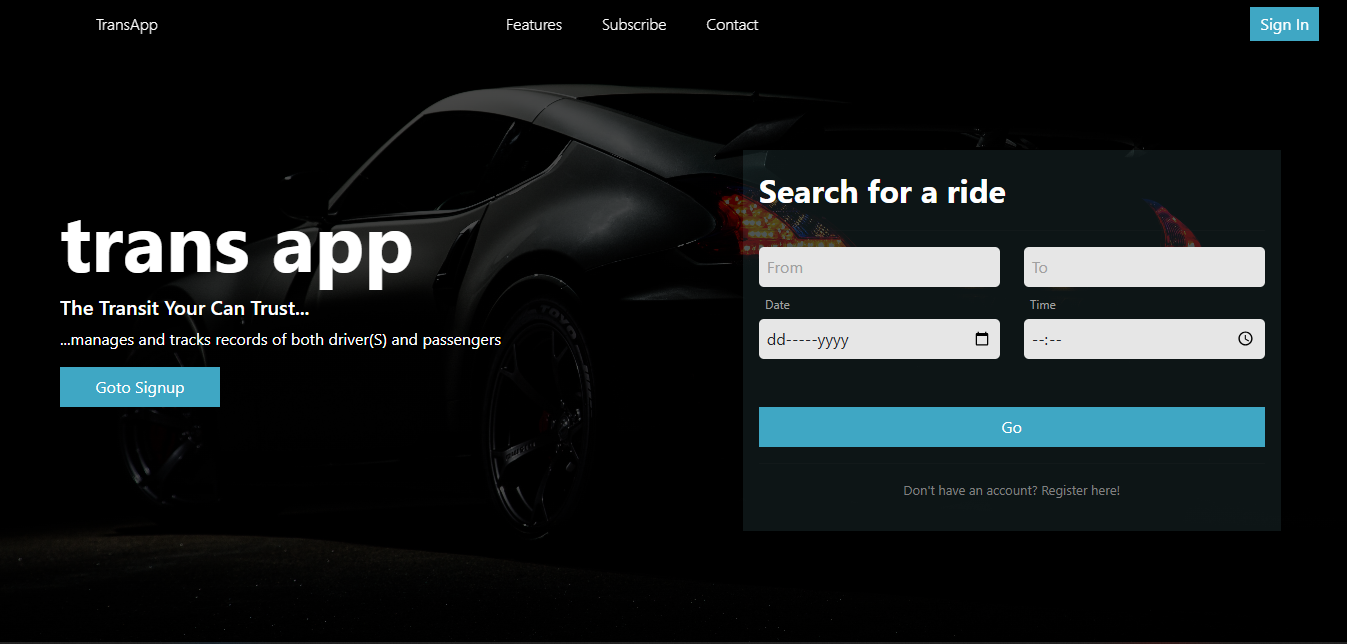 TransApp
Features
Subscribe
Contact
Sign In
trans app
The Transit Your Can Trust...
...manages and tracks records of both driver(S) and passengers
Goto Signup
Search for a ride
From
To
Date
Time
dd-----yyyy
--:--
Go
Don't have an account? Register here!
TOYO